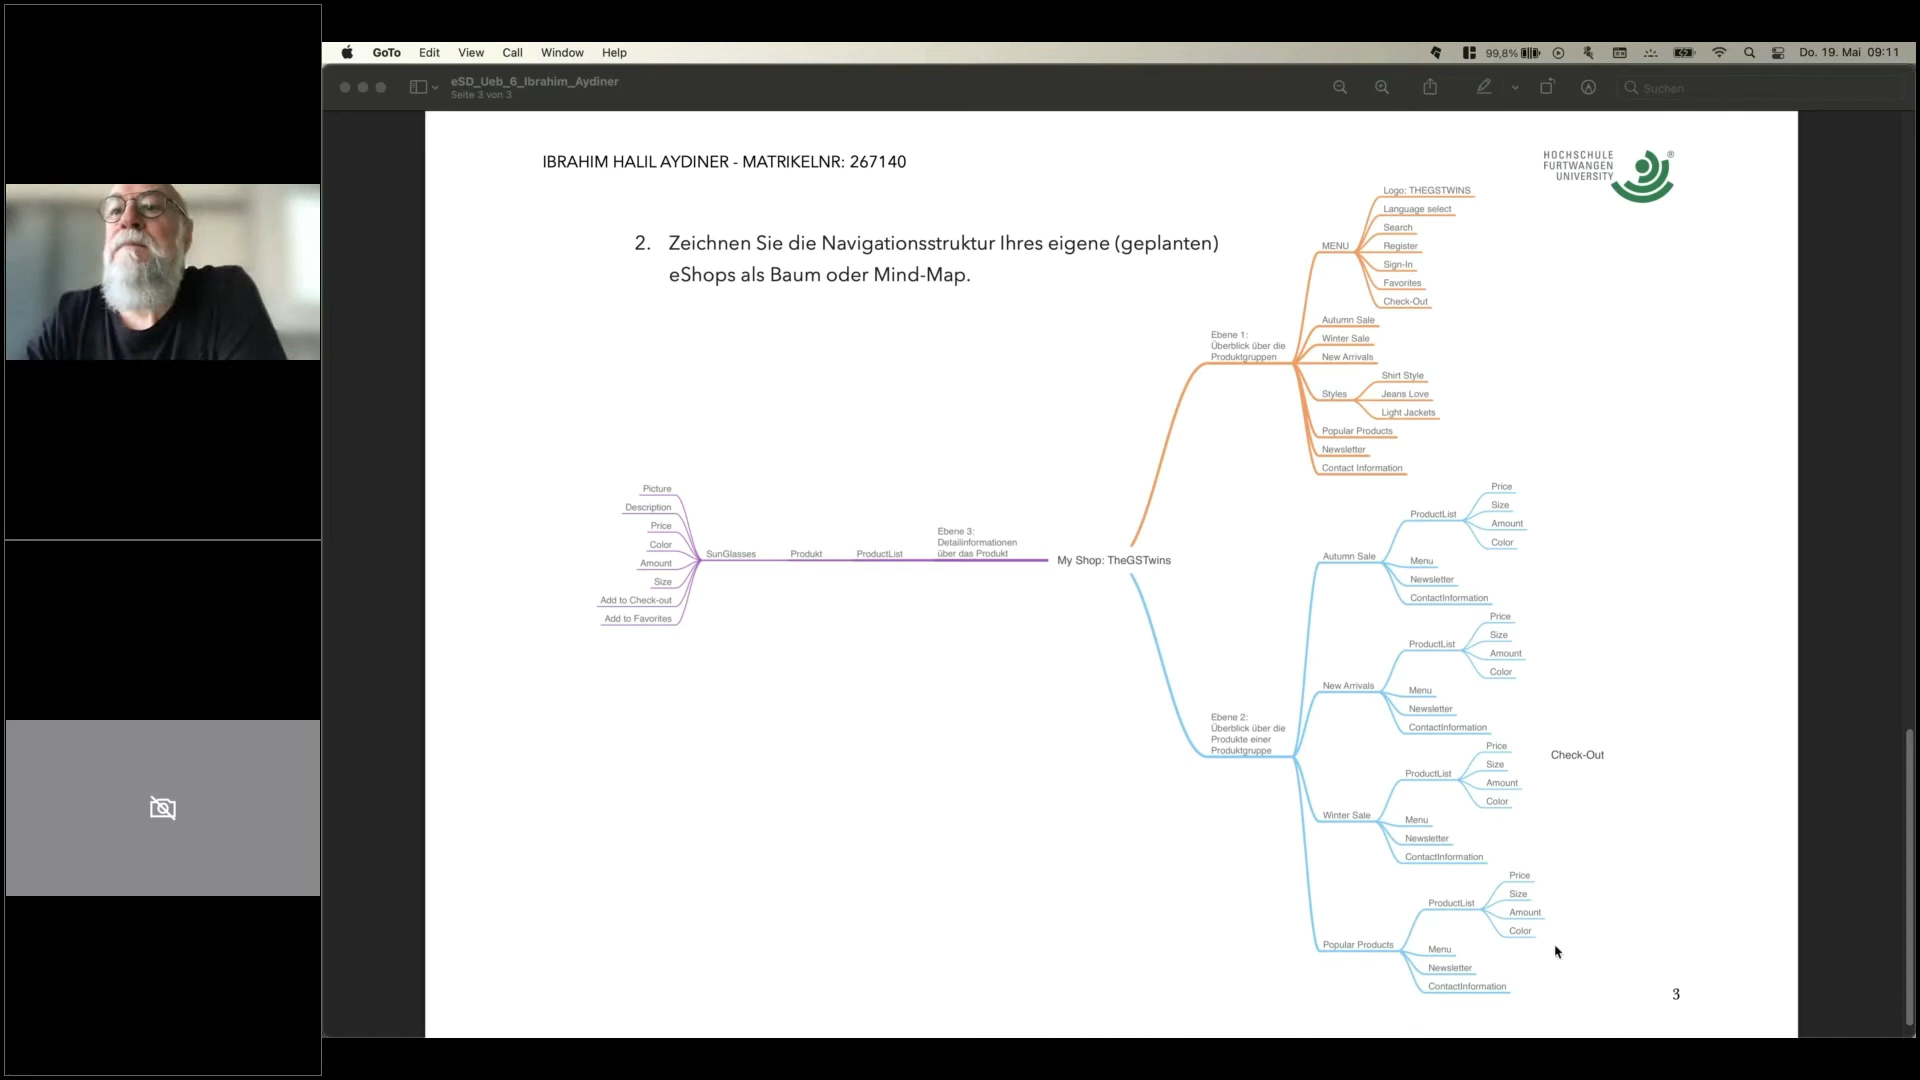 GoTo Edit View Call Window Help 99,8% Do. 19. Mai 09:11
eSD_Ueb_6_Ibrahim_Aydiner
Seite 3 von 3
Suchen
IBRAHIM HALIL AYDINER - MATRIKELNR: 267140
HOCHSCHULE
FURTWANGEN
UNIVERSITY
®
2. Zeichnen Sie die Navigationsstruktur Ihres eigene (geplanten)
eShops als Baum oder Mind-Map.
My Shop: TheGSTwins
Ebene 1:
Überblick über die
Produktgruppen
MENU
Logo: THEGSTWINS
Language select
Search
Register
Sign-In
Favorites
Check-Out
Autumn Sale
Winter Sale
New Arrivals
Styles
Shirt Style
Jeans Love
Light Jackets
Popular Products
Newsletter
Contact Information
Ebene 2:
Überblick über die
Produkte einer
Produktgruppe
Autumn Sale
ProductList
Price
Size
Amount
Color
Menu
Newsletter
ContactInformation
New Arrivals
ProductList
Price
Size
Amount
Color
Menu
Newsletter
ContactInformation
Winter Sale
ProductList
Price
Size
Amount
Color
Menu
Newsletter
ContactInformation
Popular Products
ProductList
Price
Size
Amount
Color
Menu
Newsletter
ContactInformation
Check-Out
Ebene 3:
Detailinformationen
über das Produkt
ProductList
Produkt
SunGlasses
Picture
Description
Price
Color
Amount
Size
Add to Check-out
Add to Favorites
3